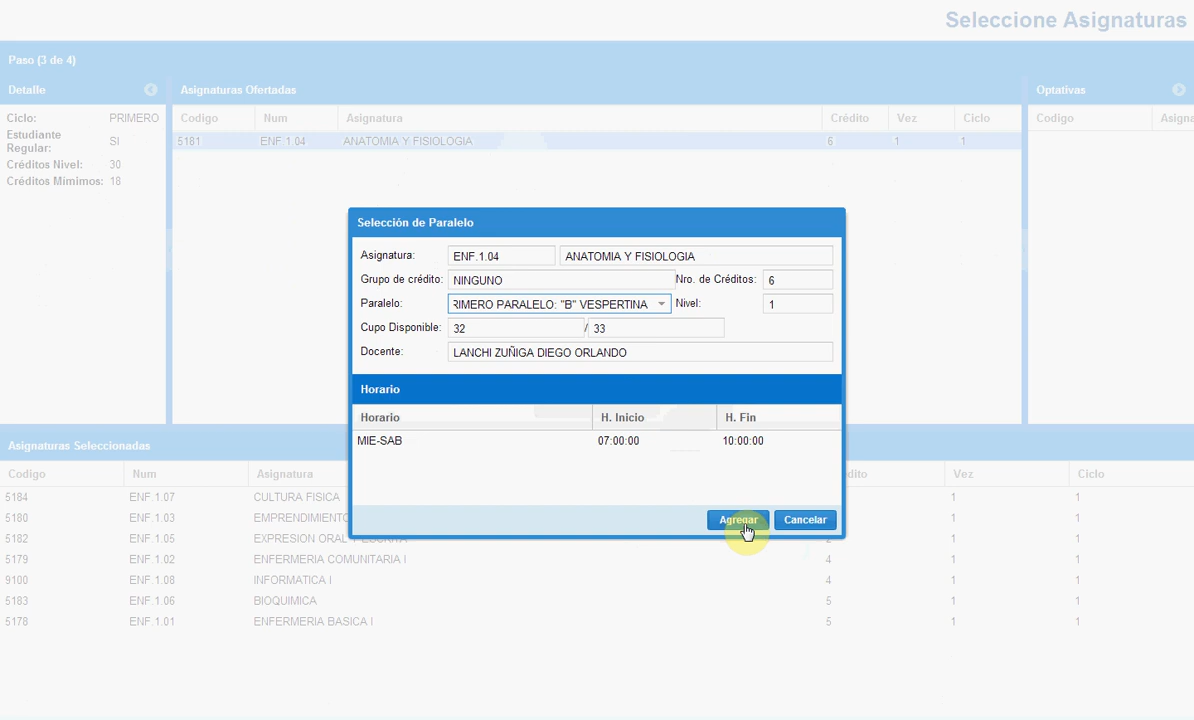 Seleccione Asignaturas
Paso (3 de 4)
Detalle
Asignaturas Ofertadas
Optativas
Ciclo: PRIMERO
Codigo Num Asignatura Crédito Vez Ciclo
Codigo Asigna
Estudiante Regular: SI
5181 ENF.1.04 ANATOMIA Y FISIOLOGIA 6 1 1
Créditos Nivel: 30
Créditos Mímimos: 18
Selección de Paralelo
Asignatura: ENF.1.04 ANATOMIA Y FISIOLOGIA
Grupo de crédito: NINGUNO Nro. de Créditos: 6
Paralelo: RIMERO PARALELO: "B" VESPERTINA Nivel: 1
Cupo Disponible: 32 / 33
Docente: LANCHI ZUÑIGA DIEGO ORLANDO
Horario
Horario H. Inicio H. Fin
MIE-SAB 07:00:00 10:00:00
Agregar Cancelar
Asignaturas Seleccionadas
Codigo Num Asignatura dito Vez Ciclo
5184 ENF.1.07 CULTURA FISICA 1 1
5180 ENF.1.03 EMPRENDIMIENTO 1 1
5182 ENF.1.05 EXPRESION ORAL Y ESCRITA 2 1 1
5179 ENF.1.02 ENFERMERIA COMUNITARIA I 4 1 1
9100 ENF.1.08 INFORMATICA I 4 1 1
5183 ENF.1.06 BIOQUIMICA 5 1 1
5178 ENF.1.01 ENFERMERIA BASICA I 5 1 1